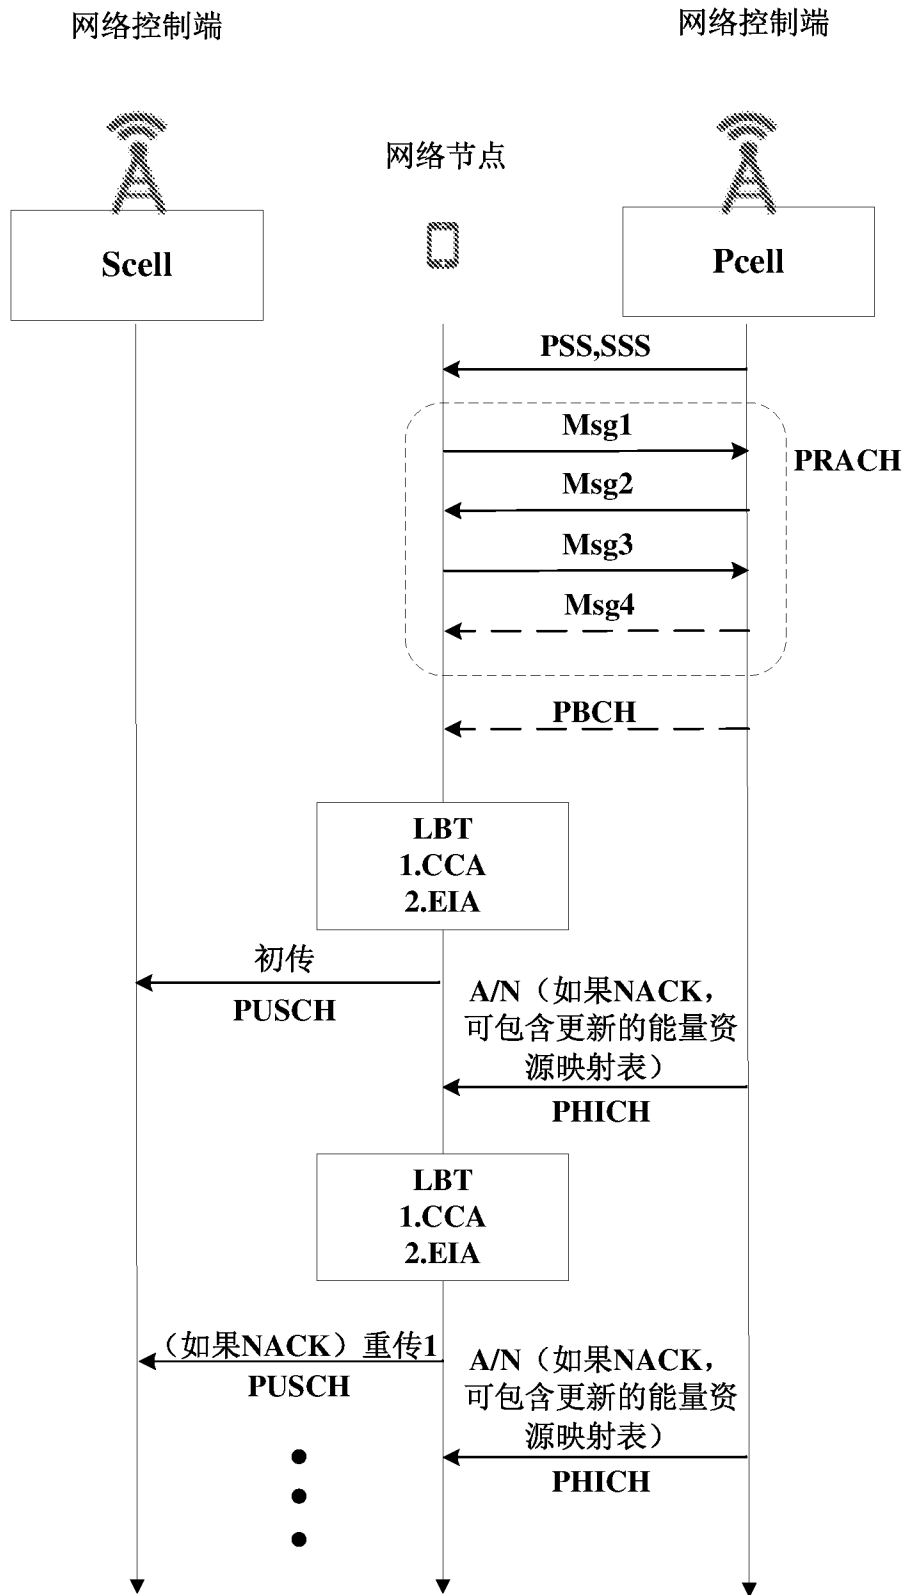 网络控制端
网络控制端
网络节点
Scell
Pcell
PSS,SSS
Msg1
PRACH
Msg2
Msg3
Msg4
PBCH
LBT
1.CCA
2.EIA
初传
PUSCH
A/N（如果NACK，
可包含更新的能量资
源映射表）
PHICH
LBT
1.CCA
2.EIA
（如果NACK）重传1
PUSCH
A/N（如果NACK，
可包含更新的能量资
源映射表）
PHICH